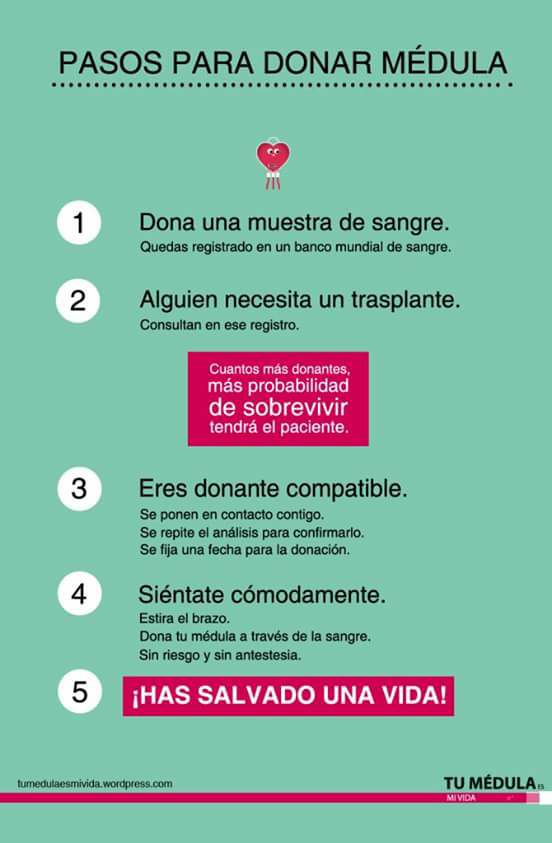 PASOS PARA DONAR MÉDULA
1
Dona una muestra de sangre.
Quedas registrado en un banco mundial de sangre.
2
Alguien necesita un trasplante.
Consultan en ese registro.
Cuantos más donantes,
más probabilidad
de sobrevivir
tendrá el paciente.
3
Eres donante compatible.
Se ponen en contacto contigo.
Se repite el análisis para confirmarlo.
Se fija una fecha para la donación.
4
Siéntate cómodamente.
Estira el brazo.
Dona tu médula a través de la sangre.
Sin riesgo y sin antestesia.
5
¡HAS SALVADO UNA VIDA!
tumedulaesmivida.wordpress.com
TU MÉDULA ES
MI VIDA